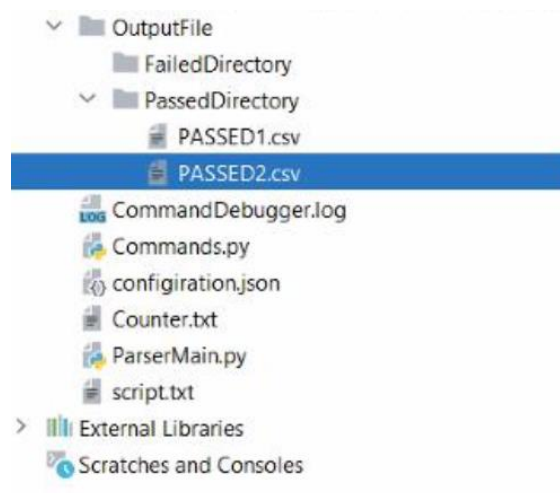 OutputFile
FailedDirectory
PassedDirectory
PASSED1.csv
PASSED2.csv
LOG CommandDebugger.log
Commands.py
configiration.json
Counter.txt
ParserMain.py
script.txt
External Libraries
Scratches and Consoles